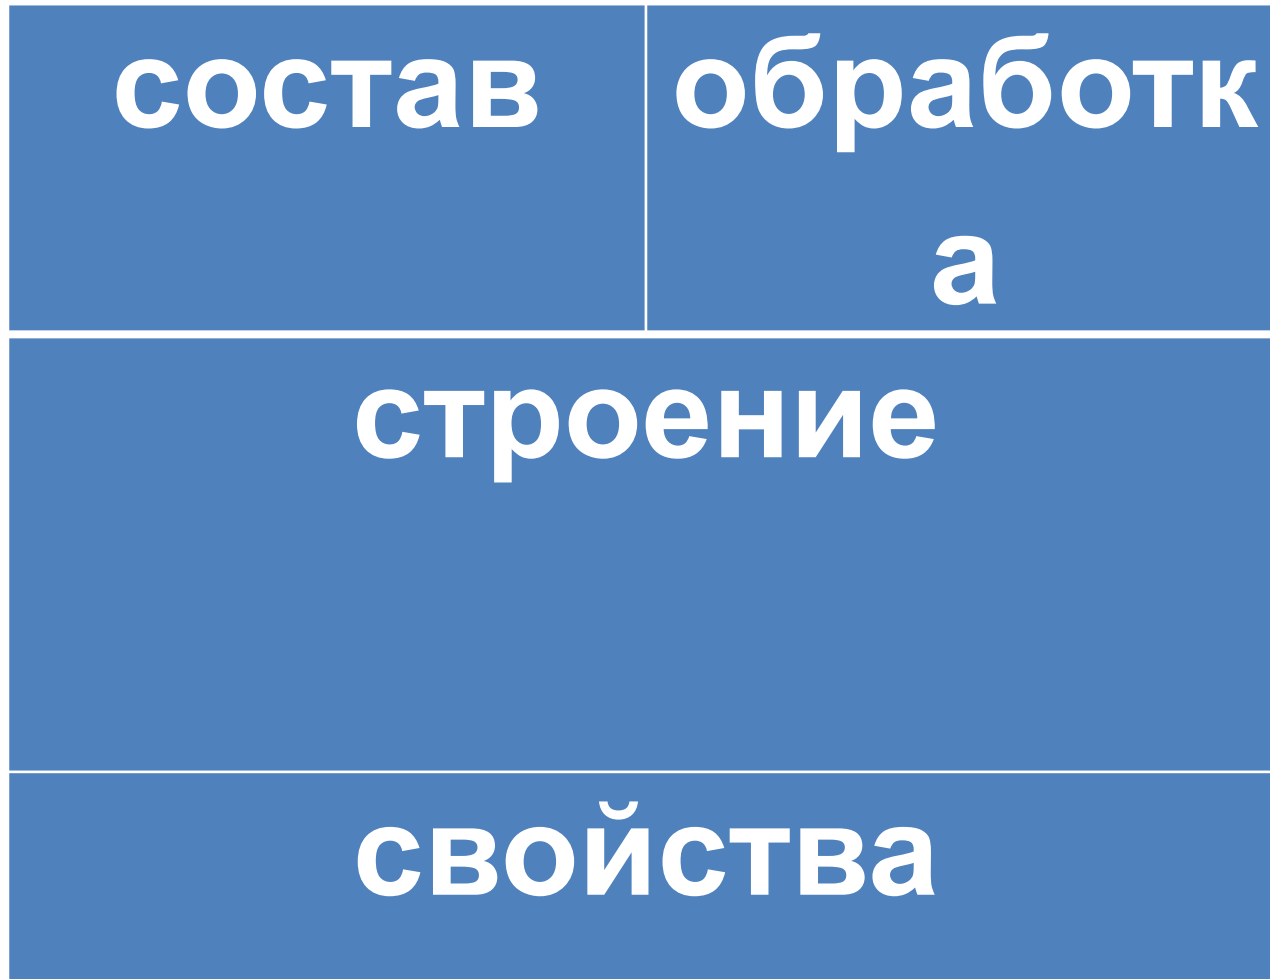 состав
обработк
а
строение
свойства